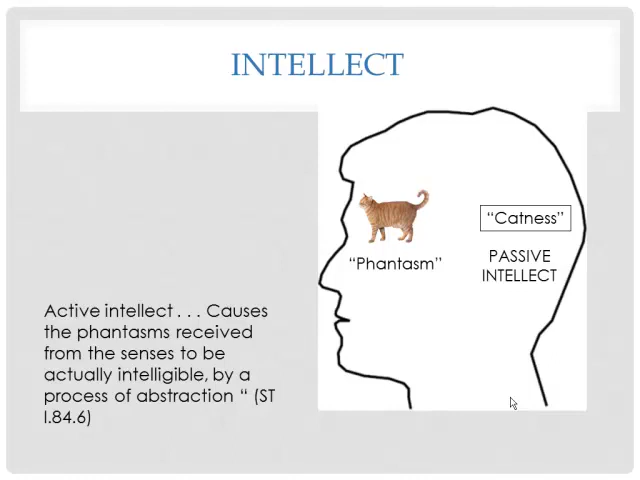 INTELLECT
“Catness”
“Phantasm”
PASSIVE
INTELLECT
Active intellect . . . Causes
the phantasms received
from the senses to be
actually intelligible, by a
process of abstraction “ (ST
I.84.6)